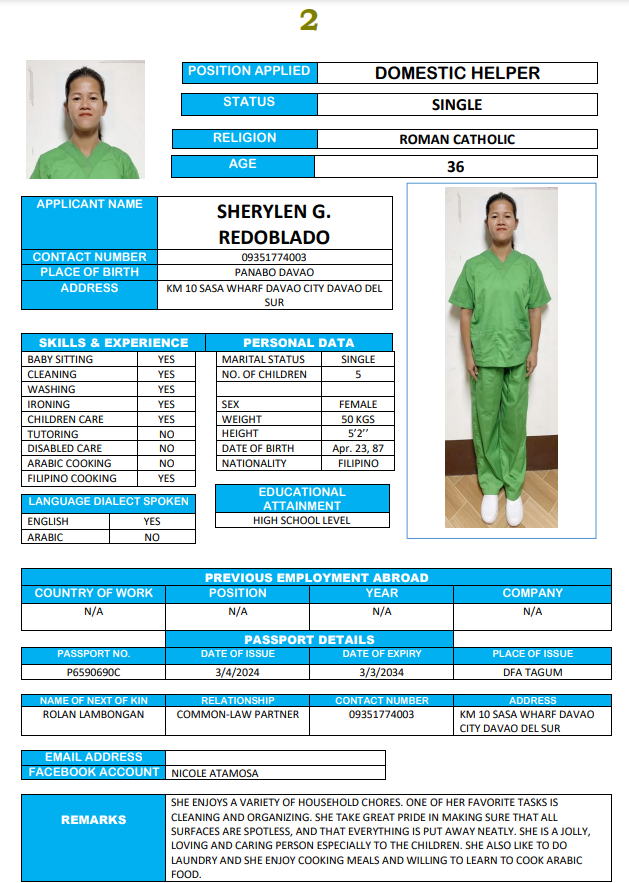 2
POSITION APPLIED DOMESTIC HELPER
STATUS SINGLE
RELIGION ROMAN CATHOLIC
AGE 36
APPLICANT NAME SHERYLEN G.
REDOBLADO
CONTACT NUMBER 09351774003
PLACE OF BIRTH PANABO DAVAO
ADDRESS KM 10 SASA WHARF DAVAO CITY DAVAO DEL
SUR
SKILLS & EXPERIENCE PERSONAL DATA
BABY SITTING YES MARITAL STATUS SINGLE
CLEANING YES NO. OF CHILDREN 5
WASHING YES
IRONING YES SEX FEMALE
CHILDREN CARE YES WEIGHT 50 KGS
TUTORING NO HEIGHT 5’2’’
DISABLED CARE NO DATE OF BIRTH Apr. 23, 87
ARABIC COOKING NO NATIONALITY FILIPINO
FILIPINO COOKING YES
LANGUAGE DIALECT SPOKEN
ENGLISH YES
ARABIC NO
EDUCATIONAL
ATTAINMENT
HIGH SCHOOL LEVEL
PREVIOUS EMPLOYMENT ABROAD
COUNTRY OF WORK POSITION YEAR COMPANY
N/A N/A N/A N/A
PASSPORT DETAILS
PASSPORT NO. DATE OF ISSUE DATE OF EXPIRY PLACE OF ISSUE
P6590690C 3/4/2024 3/3/2034 DFA TAGUM
NAME OF NEXT OF KIN RELATIONSHIP CONTACT NUMBER ADDRESS
ROLAN LAMBONGAN COMMON-LAW PARTNER 09351774003 KM 10 SASA WHARF DAVAO
CITY DAVAO DEL SUR
EMAIL ADDRESS
FACEBOOK ACCOUNT NICOLE ATAMOSA
REMARKS
SHE ENJOYS A VARIETY OF HOUSEHOLD CHORES. ONE OF HER FAVORITE TASKS IS
CLEANING AND ORGANIZING. SHE TAKE GREAT PRIDE IN MAKING SURE THAT ALL
SURFACES ARE SPOTLESS, AND THAT EVERYTHING IS PUT AWAY NEATLY. SHE IS A JOLLY,
LOVING AND CARING PERSON ESPECIALLY TO THE CHILDREN. SHE ALSO LIKE TO DO
LAUNDRY AND SHE ENJOY COOKING MEALS AND WILLING TO LEARN TO COOK ARABIC
FOOD.